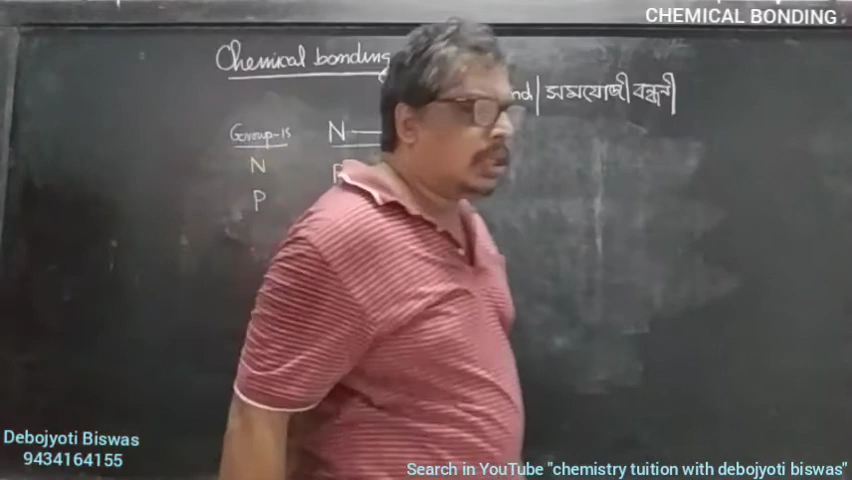 CHEMICAL BONDING
Chemical bonding
nd | সমযোজী বন্ধনী
Group-15 N —
N P
P
Debojyoti Biswas
9434164155
Search in YouTube "chemistry tuition with debojyoti biswas"